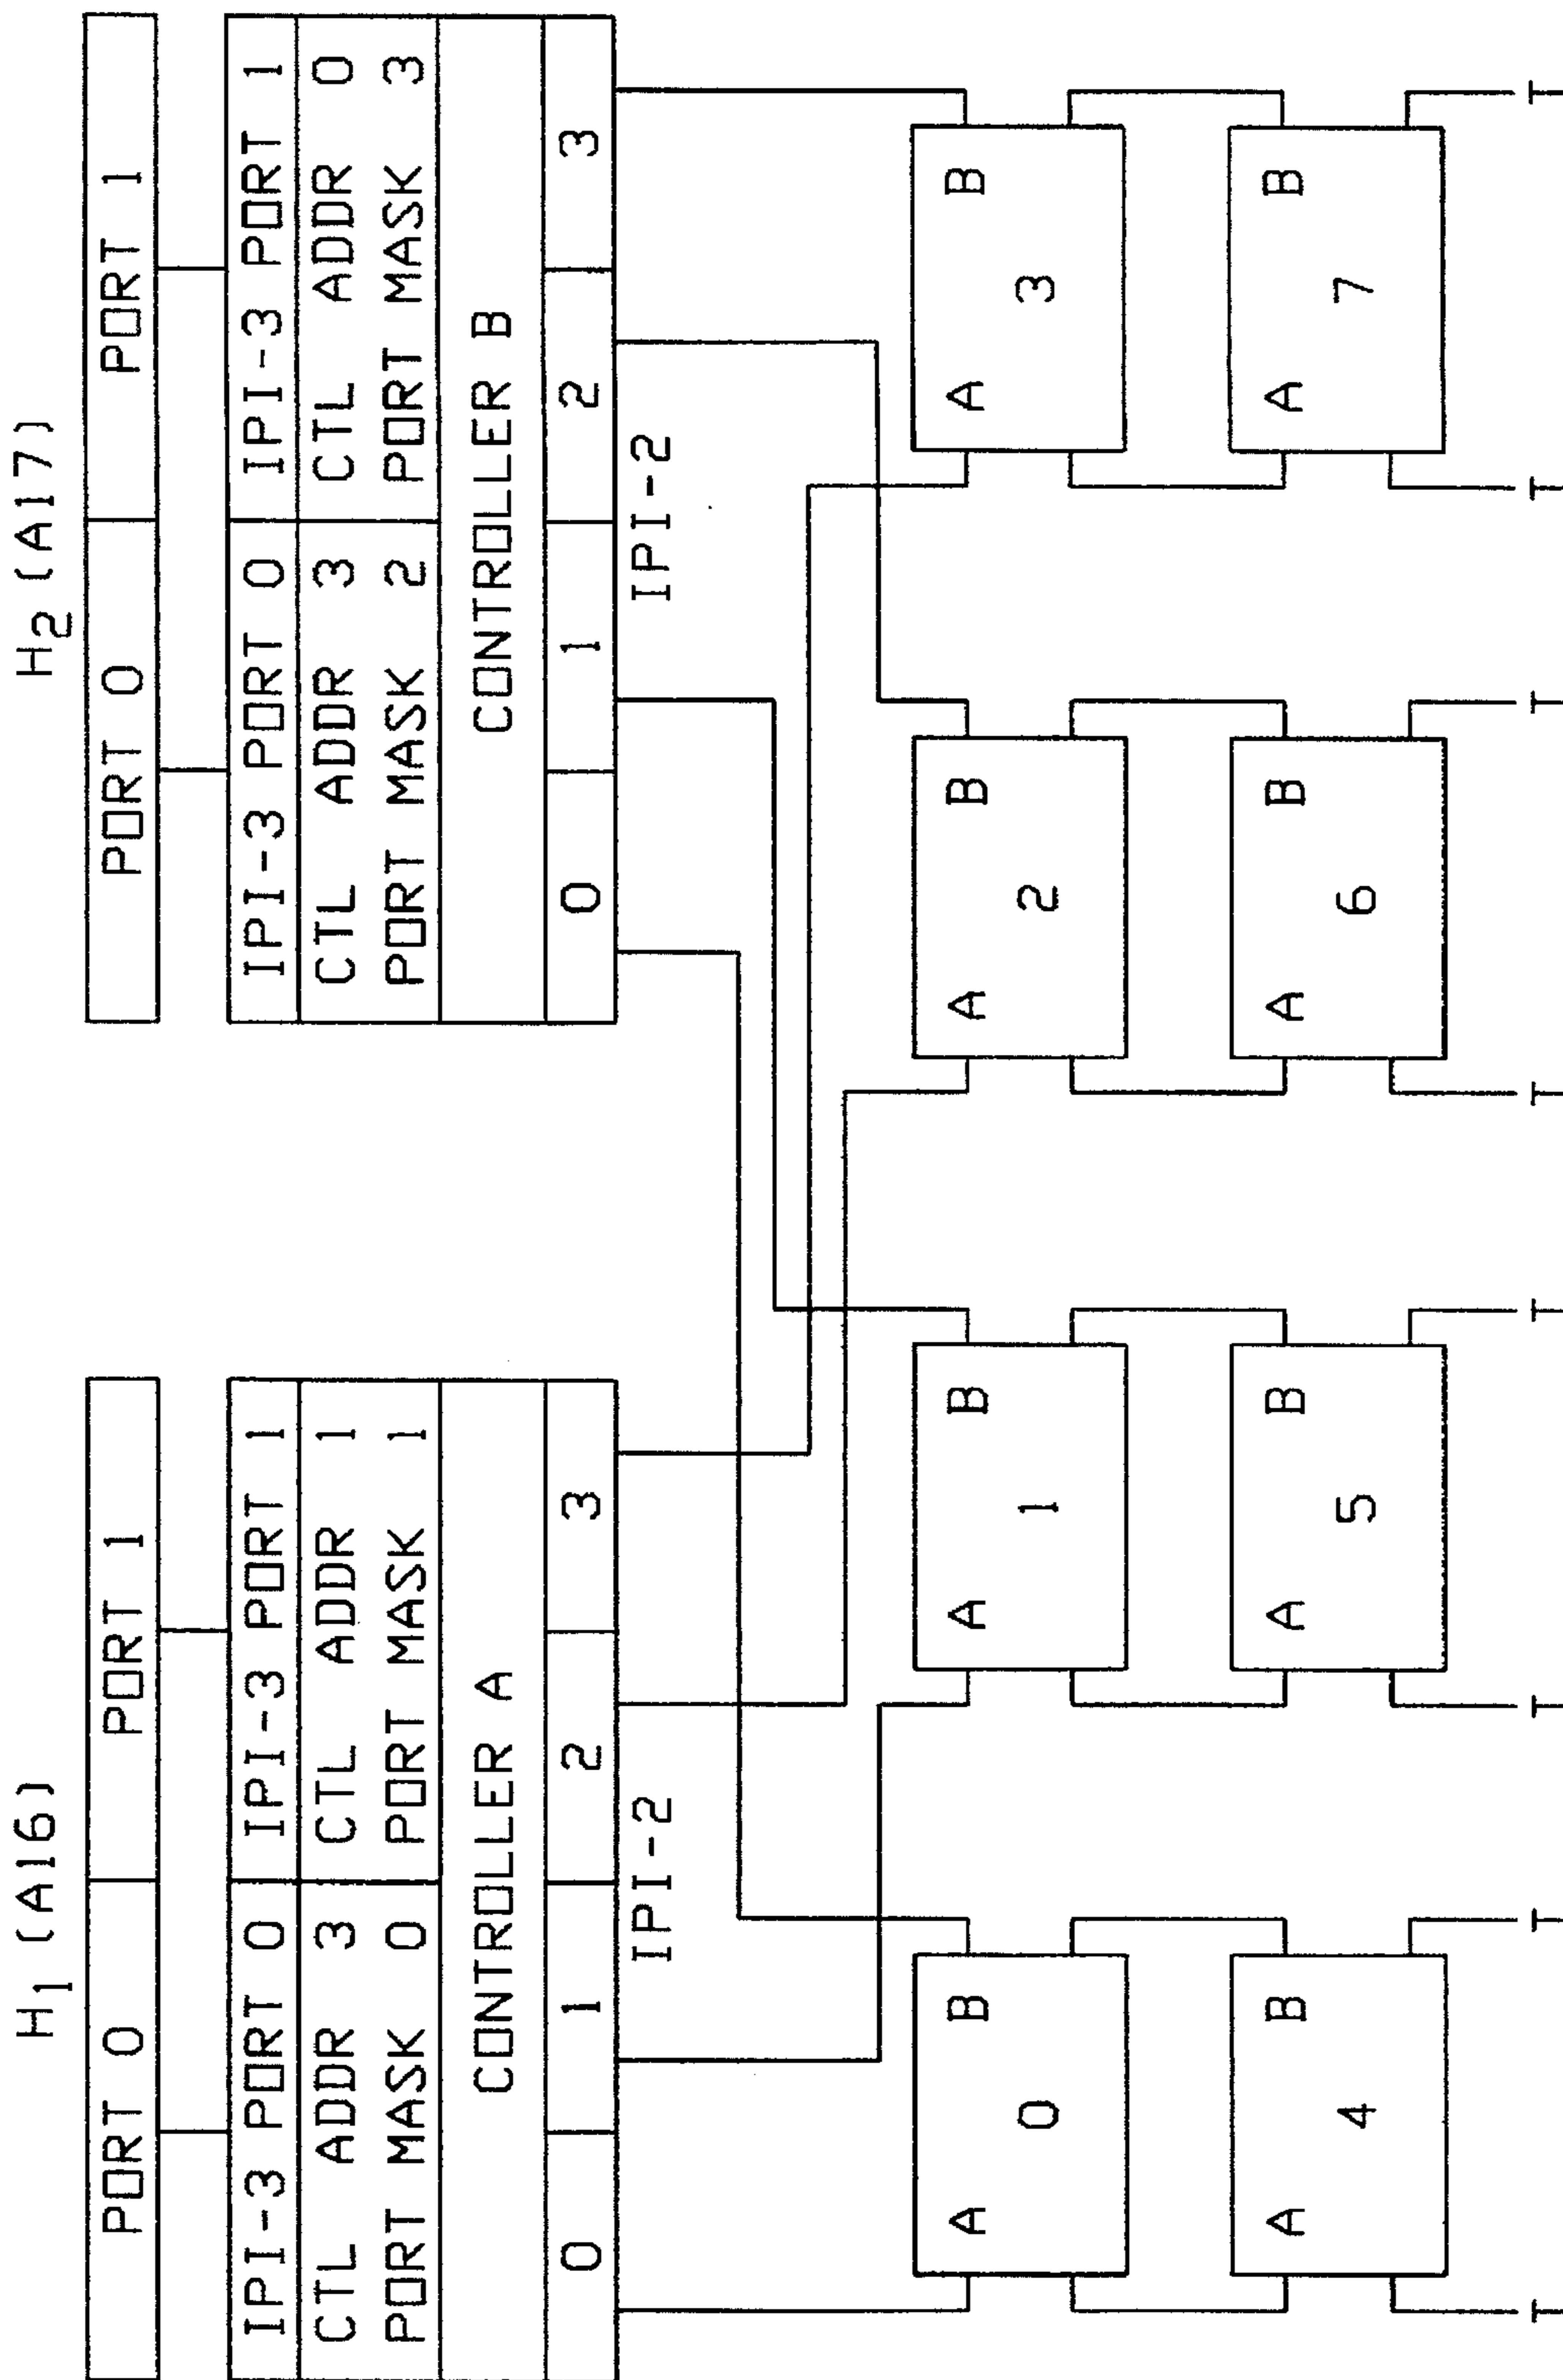 H1 (A16)
PORT 0 PORT 1
IPI-3 PORT 0 IPI-3 PORT 1
CTL ADDR 3 CTL ADDR 1
PORT MASK 0 PORT MASK 1
CONTROLLER A
0 1 2 3
IPI-2
H2 (A17)
PORT 0 PORT 1
IPI-3 PORT 0 IPI-3 PORT 1
CTL ADDR 3 CTL ADDR 0
PORT MASK 2 PORT MASK 3
CONTROLLER B
0 1 2 3
IPI-2
A B A B A B A B
0 1 2 3
A B A B A B A B
4 5 6 7
T T T T T T T T